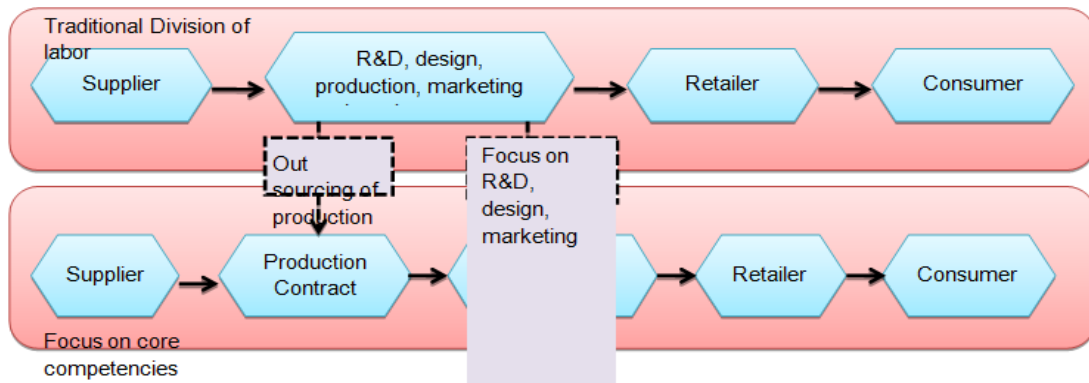 Traditional Division of
labor
Supplier
R&D, design,
production, marketing
Retailer
Consumer
Out
sourcing of
production
Focus on
R&D,
design,
marketing
Supplier
Production
Contract
Retailer
Consumer
Focus on core
competencies